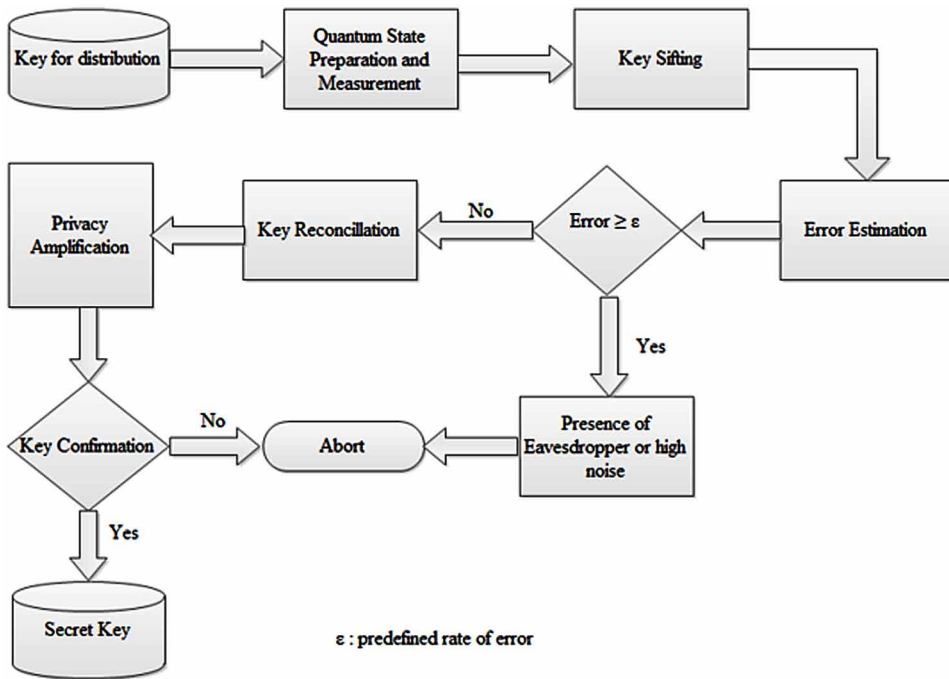 Key for distribution
Quantum State
Preparation and
Measurement
Key Sifting
Privacy
Amplification
Key Reconcillation
No
Error ≥ ε
Error Estimation
Yes
Key Confirmation
No
Abort
Presence of
Eavesdropper or high
noise
Yes
Secret Key
ε : predefined rate of error